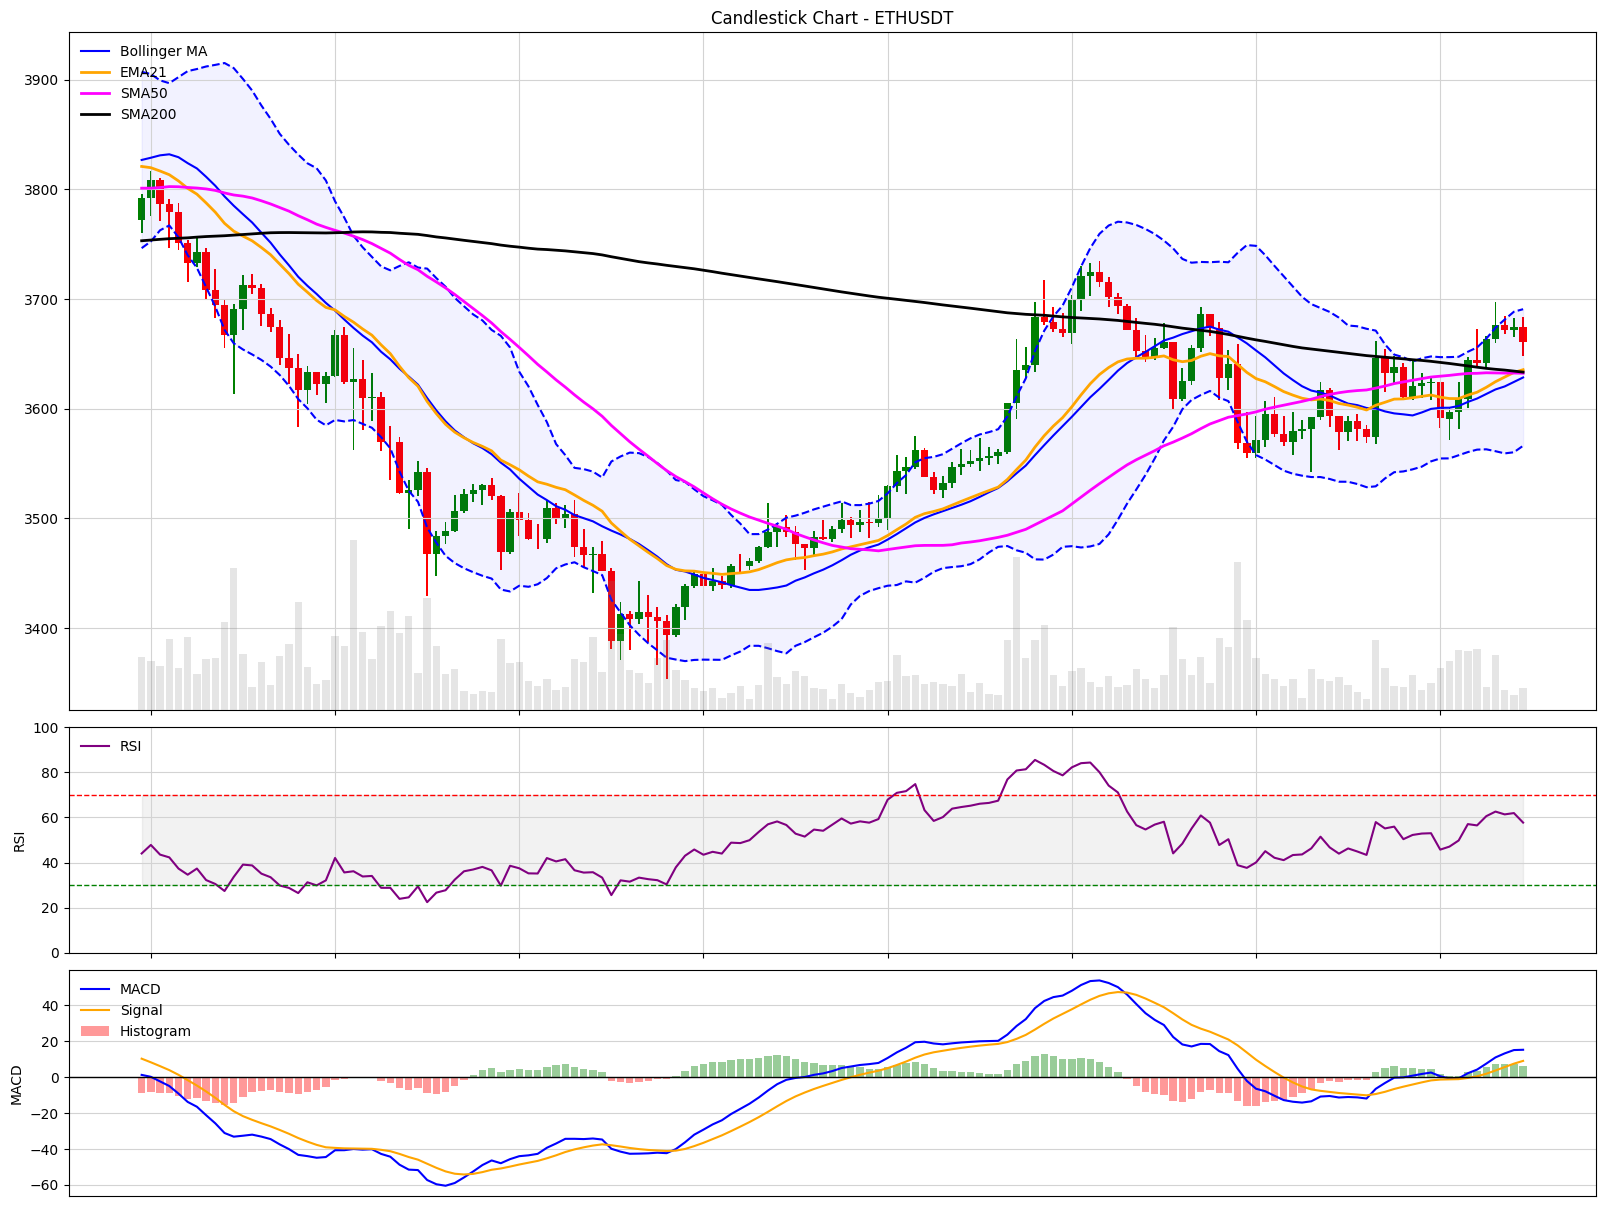 Candlestick Chart - ETHUSDT
Bollinger MA
EMA21
SMA50
SMA200
3900
3800
3700
3600
3500
3400
RSI
100
80
60
40
20
0
RSI
MACD
Signal
Histogram
40
20
0
−20
−40
−60
MACD